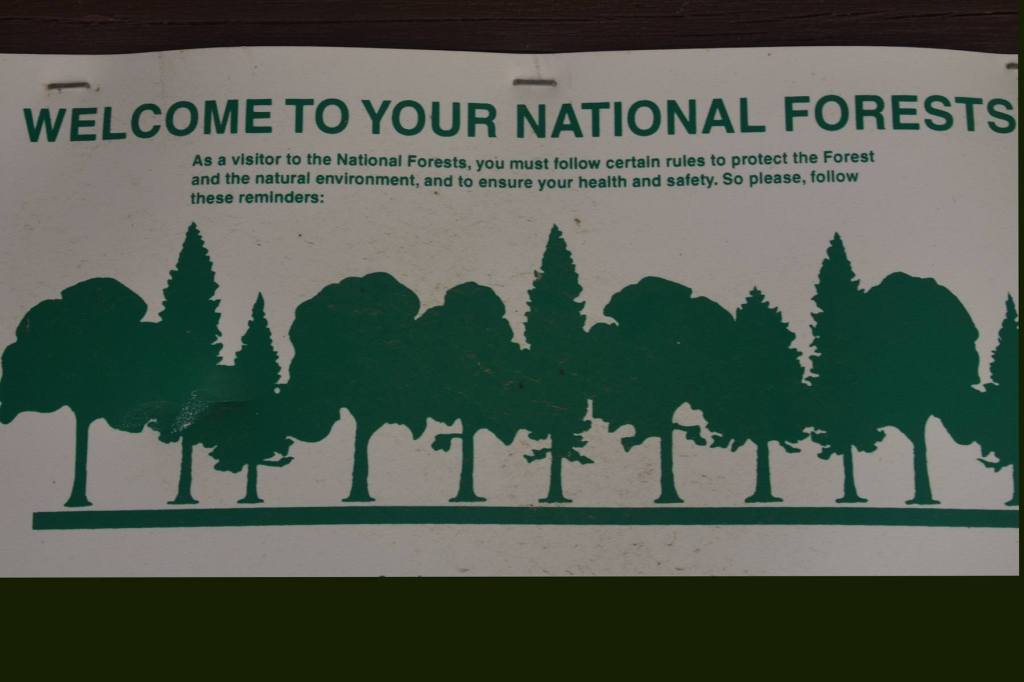 WELCOME TO YOUR NATIONAL FORESTS
As a visitor to the National Forests, you must follow certain rules to protect the Forest
and the natural environment, and to ensure your health and safety. So please, follow
these reminders: